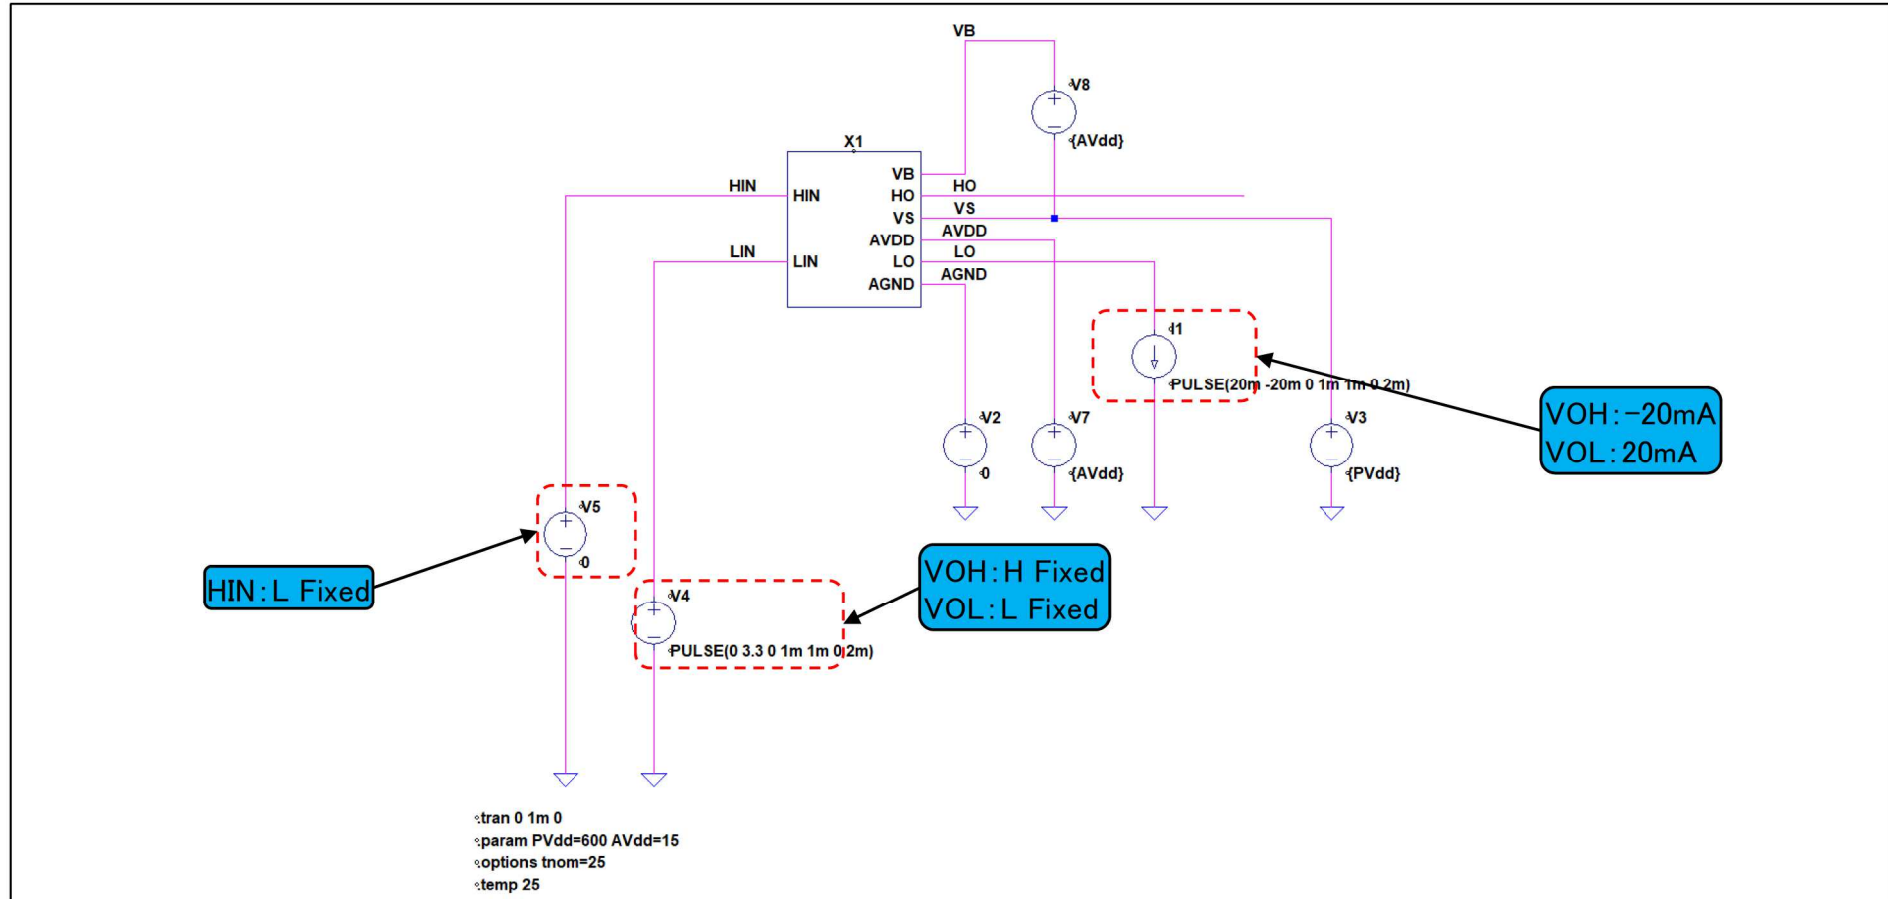 VB
V8
{AVdd}
X1
VB
HIN
HIN
HO
HO
VS
VS
AVDD
AVDD
LIN
LIN
LO
LO
AGND
AGND
I1
PULSE(20m -20m 0 1m 1m 0 2m)
VOH:-20mA
VOL:20mA
V2
0
V7
{AVdd}
V3
{PVdd}
V5
0
HIN:L Fixed
VOH:H Fixed
VOL:L Fixed
V4
PULSE(0 3.3 0 1m 1m 0 2m)
.tran 0 1m 0
.param PVdd=600 AVdd=15
.options tnom=25
.temp 25